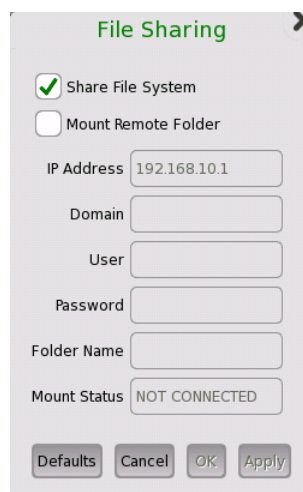 File Sharing
Share File System
Mount Remote Folder
IP Address 192.168.10.1
Domain
User
Password
Folder Name
Mount Status NOT CONNECTED
Defaults Cancel OK Apply